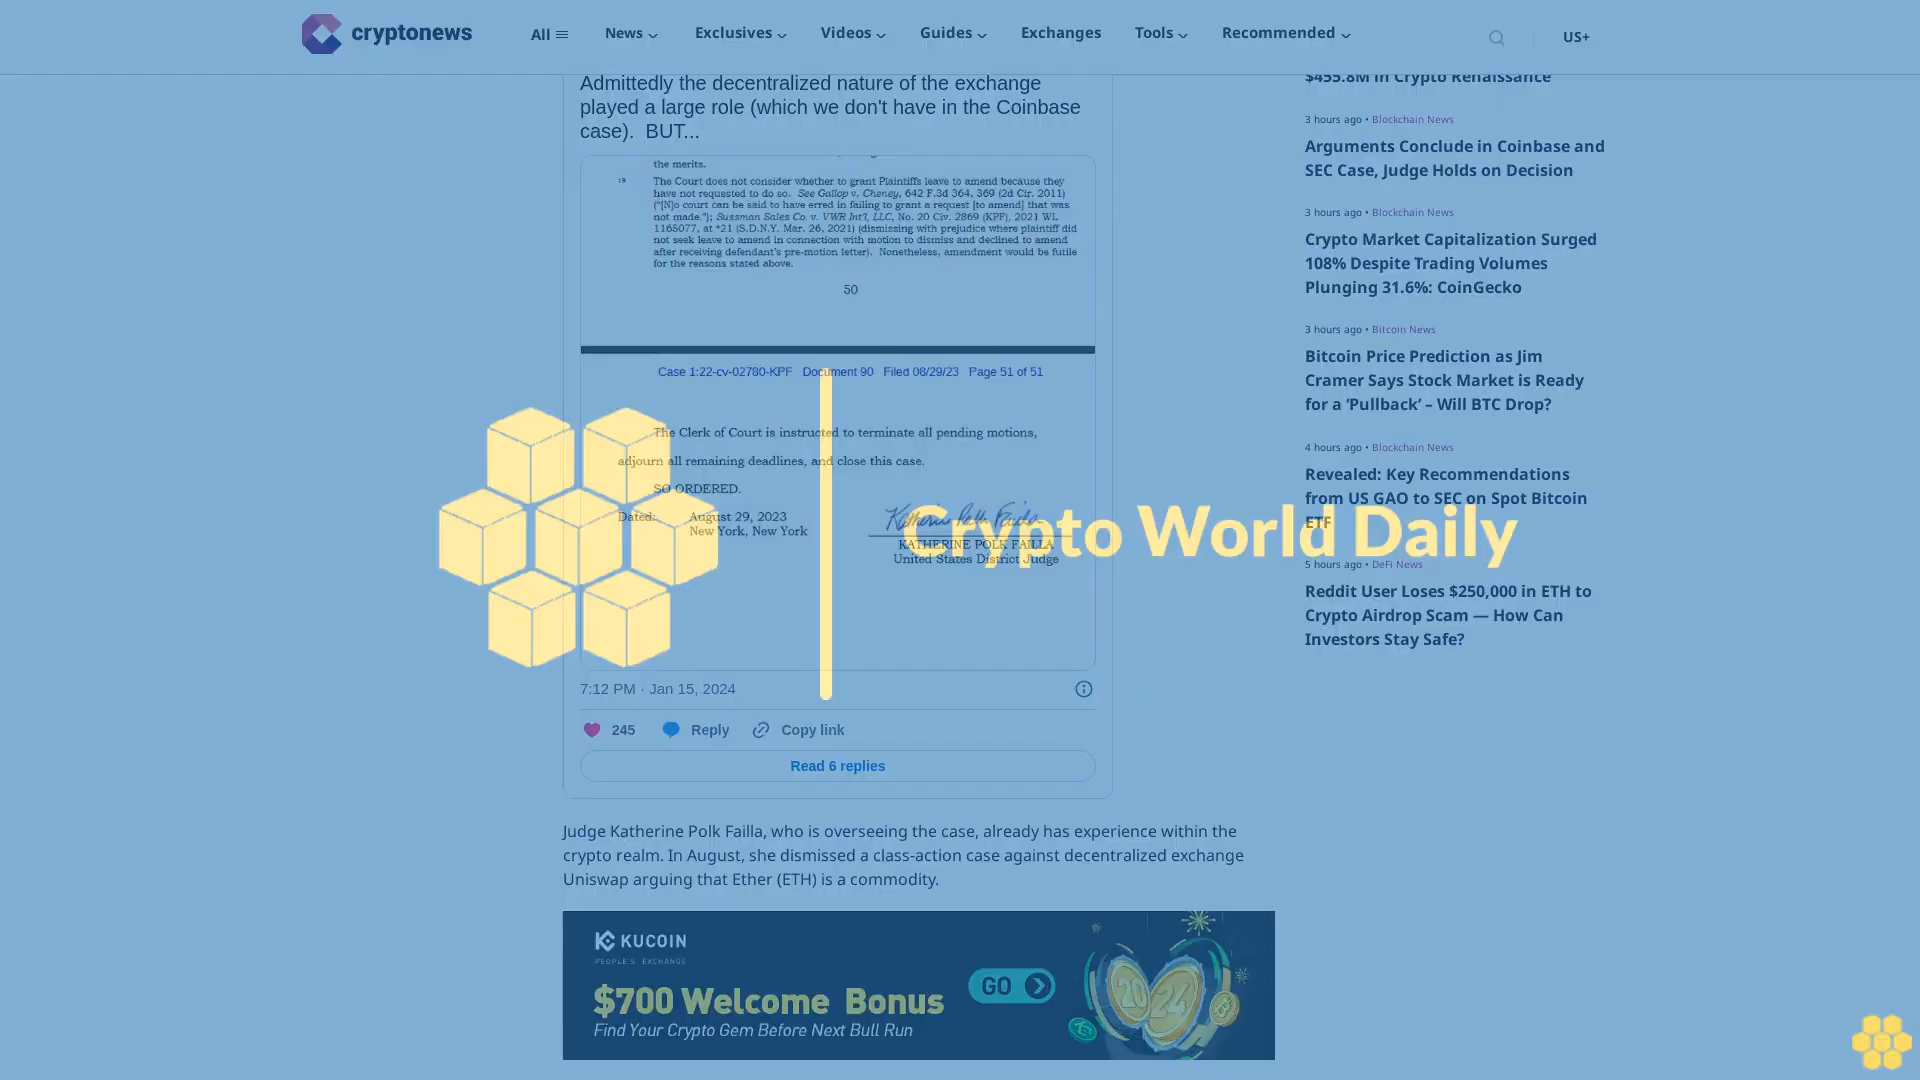 cryptonews
All
News
Exclusives
Videos
Guides
Exchanges
Tools
Recommended
US+
Admittedly the decentralized nature of the exchange
played a large role (which we don't have in the Coinbase
case).  BUT...
the merits.
19 The Court does not consider whether to grant Plaintiffs leave to amend because they
have not requested to do so. See Gallop v. Cheney, 642 F.3d 364, 369 (2d Cir. 2011)
("[N]o court can be said to have erred in failing to grant a request [to amend] that was
not made."); Sussman Sales Co. v. VWR Int'l, LLC, No. 20 Civ. 2869 (KPF), 2021 WL
1165077, at *21 (S.D.N.Y. Mar. 26, 2021) (dismissing with prejudice where plaintiff did
not seek leave to amend in connection with motion to dismiss and declined to amend
after receiving defendant's pre-motion letter). Nonetheless, amendment would be futile
for the reasons stated above.
50
Case 1:22-cv-02780-KPF Document 90 Filed 08/29/23 Page 51 of 51
The Clerk of Court is instructed to terminate all pending motions,
adjourn all remaining deadlines, and close this case.
SO ORDERED.
Dated: August 29, 2023
New York, New York
Katherine Polk Failla
KATHERINE POLK FAILLA
United States District Judge
7:12 PM · Jan 15, 2024
245 Reply Copy link
Read 6 replies
Judge Katherine Polk Failla, who is overseeing the case, already has experience within the
crypto realm. In August, she dismissed a class-action case against decentralized exchange
Uniswap arguing that Ether (ETH) is a commodity.
KUCOIN
PEOPLE'S EXCHANGE
$700 Welcome Bonus
Find Your Crypto Gem Before Next Bull Run
GO
20 24
$455.8M in Crypto Renaissance
3 hours ago • Blockchain News
Arguments Conclude in Coinbase and
SEC Case, Judge Holds on Decision
3 hours ago • Blockchain News
Crypto Market Capitalization Surged
108% Despite Trading Volumes
Plunging 31.6%: CoinGecko
3 hours ago • Bitcoin News
Bitcoin Price Prediction as Jim
Cramer Says Stock Market is Ready
for a 'Pullback' – Will BTC Drop?
4 hours ago • Blockchain News
Revealed: Key Recommendations
from US GAO to SEC on Spot Bitcoin
ETF
5 hours ago • DeFi News
Reddit User Loses $250,000 in ETH to
Crypto Airdrop Scam — How Can
Investors Stay Safe?
Crypto World Daily